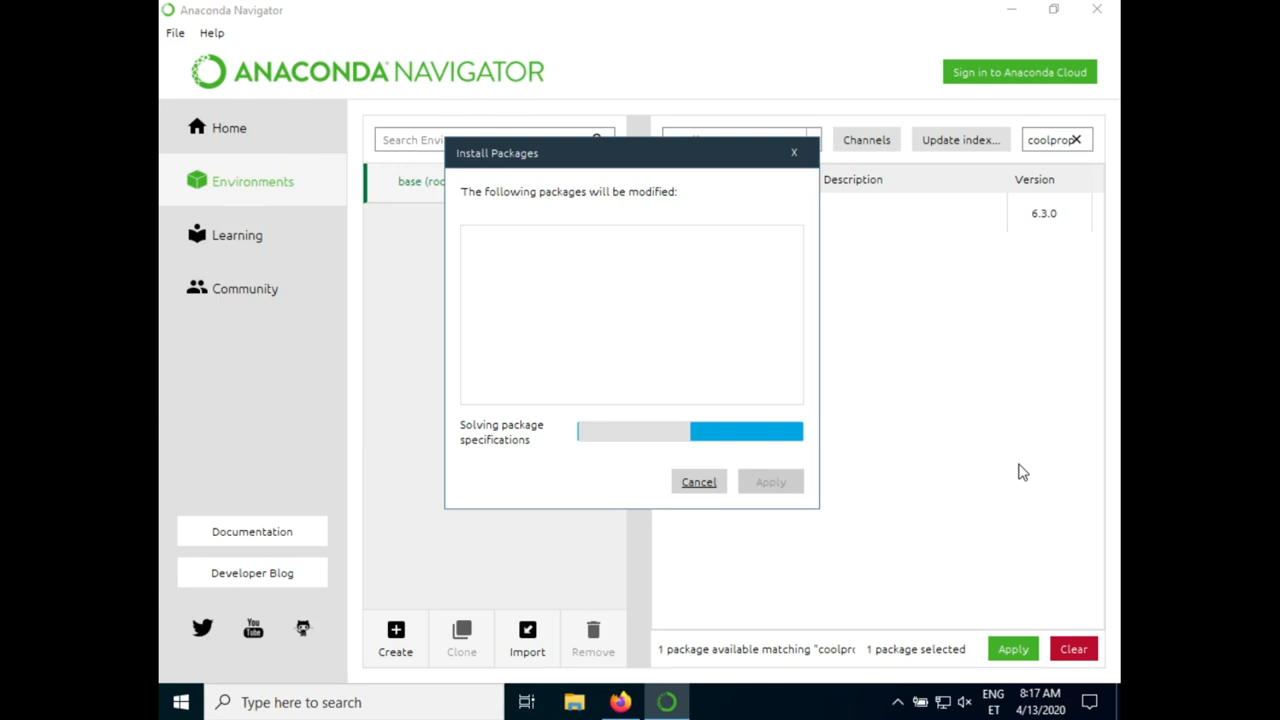 Anaconda Navigator
File Help
ANACONDA NAVIGATOR
Sign in to Anaconda Cloud
Home
Environments
Learning
Community
Documentation
Developer Blog
You Tube
Search Envi
base (roo
Create
Clone
Import
Remove
Channels
Update index...
coolprop X
Description
Version
6.3.0
Install Packages
X
The following packages will be modified:
Solving package
specifications
Cancel
Apply
1 package available matching "coolpro
1 package selected
Apply
Clear
Type here to search
ENG
ET
8:17 AM
4/13/2020